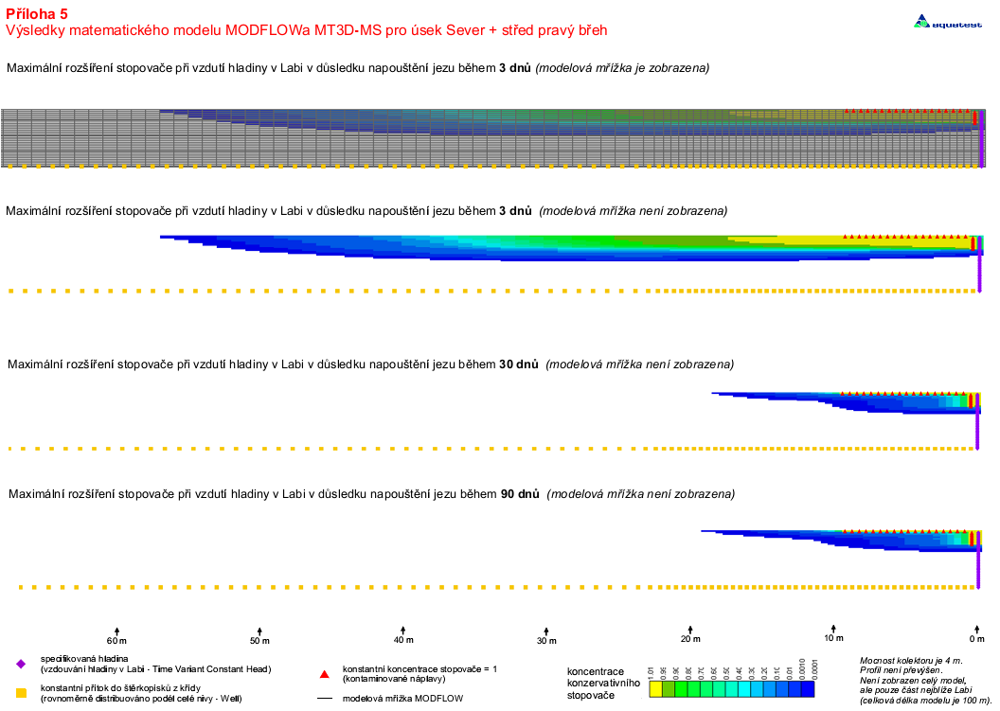 Příloha 5
Výsledky matematického modelu MODFLOWa MT3D-MS pro úsek Sever + střed pravý břeh
aquatest
Maximální rozšíření stopovače při vzdutí hladiny v Labi v důsledku napouštění jezu během 3 dnů (modelová mřížka je zobrazena)
Maximální rozšíření stopovače při vzdutí hladiny v Labi v důsledku napouštění jezu během 3 dnů (modelová mřížka není zobrazena)
Maximální rozšíření stopovače při vzdutí hladiny v Labi v důsledku napouštění jezu během 30 dnů (modelová mřížka není zobrazena)
Maximální rozšíření stopovače při vzdutí hladiny v Labi v důsledku napouštění jezu během 90 dnů (modelová mřížka není zobrazena)
60 m
50 m
40 m
30 m
20 m
10 m
0 m
specifikovaná hladina
(vzdouvání hladiny v Labi - Time Variant Constant Head)
konstantní přítok do štěrkopísků z křídy
(rovnoměrně distribuováno podél celé nivy - Well)
konstantní koncentrace stopovače = 1
(kontaminované náplavy)
modelová mřížka MODFLOW
koncentrace
konzervativního
stopovače
1.01
0.0010
0.0001
Mocnost kolektoru je 4 m.
Profil není převýšen.
Není zobrazen celý model,
ale pouze část nejblíže Labi
(celková délka modelu je 100 m).